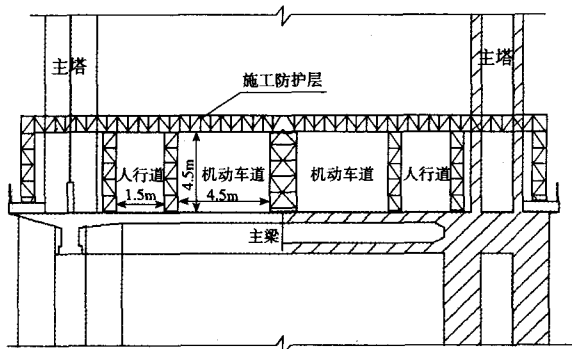 主塔
主塔
施工防护层
人行道
机动车道
机动车道
人行道
4.5m
1.5m
4.5m
主梁